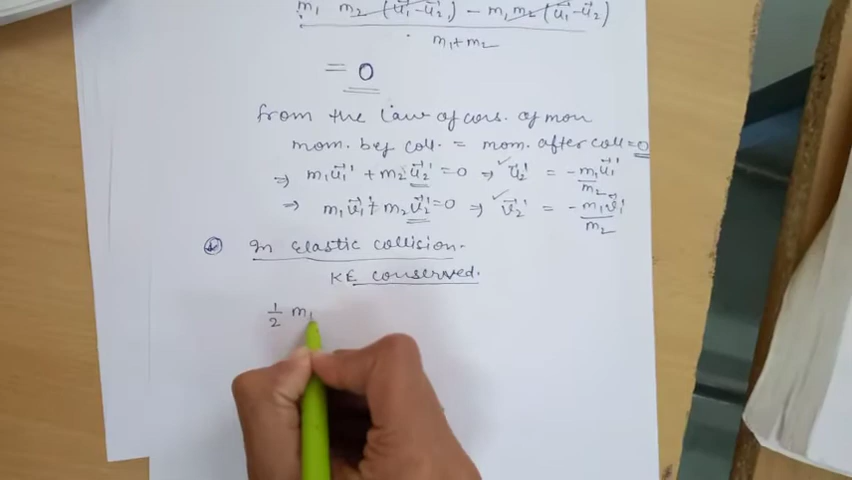 m₁ m₂ (u⃗₁-u⃗₂) - m₁m₂ (u⃗₁-u⃗₂)
m₁+m₂
= 0
from the law of cons. of mom
mom. bef coll. = mom. after coll = 0
⇒ m₁u⃗₁' + m₂u⃗₂' = 0 ⇒ u⃗₂' = -m₁u⃗₁'/m₂
⇒ m₁v⃗₁' + m₂v⃗₂' = 0 ⇒ v⃗₂' = -m₁v⃗₁'/m₂
In Elastic collision.
KE conserved.
1/2 m₁